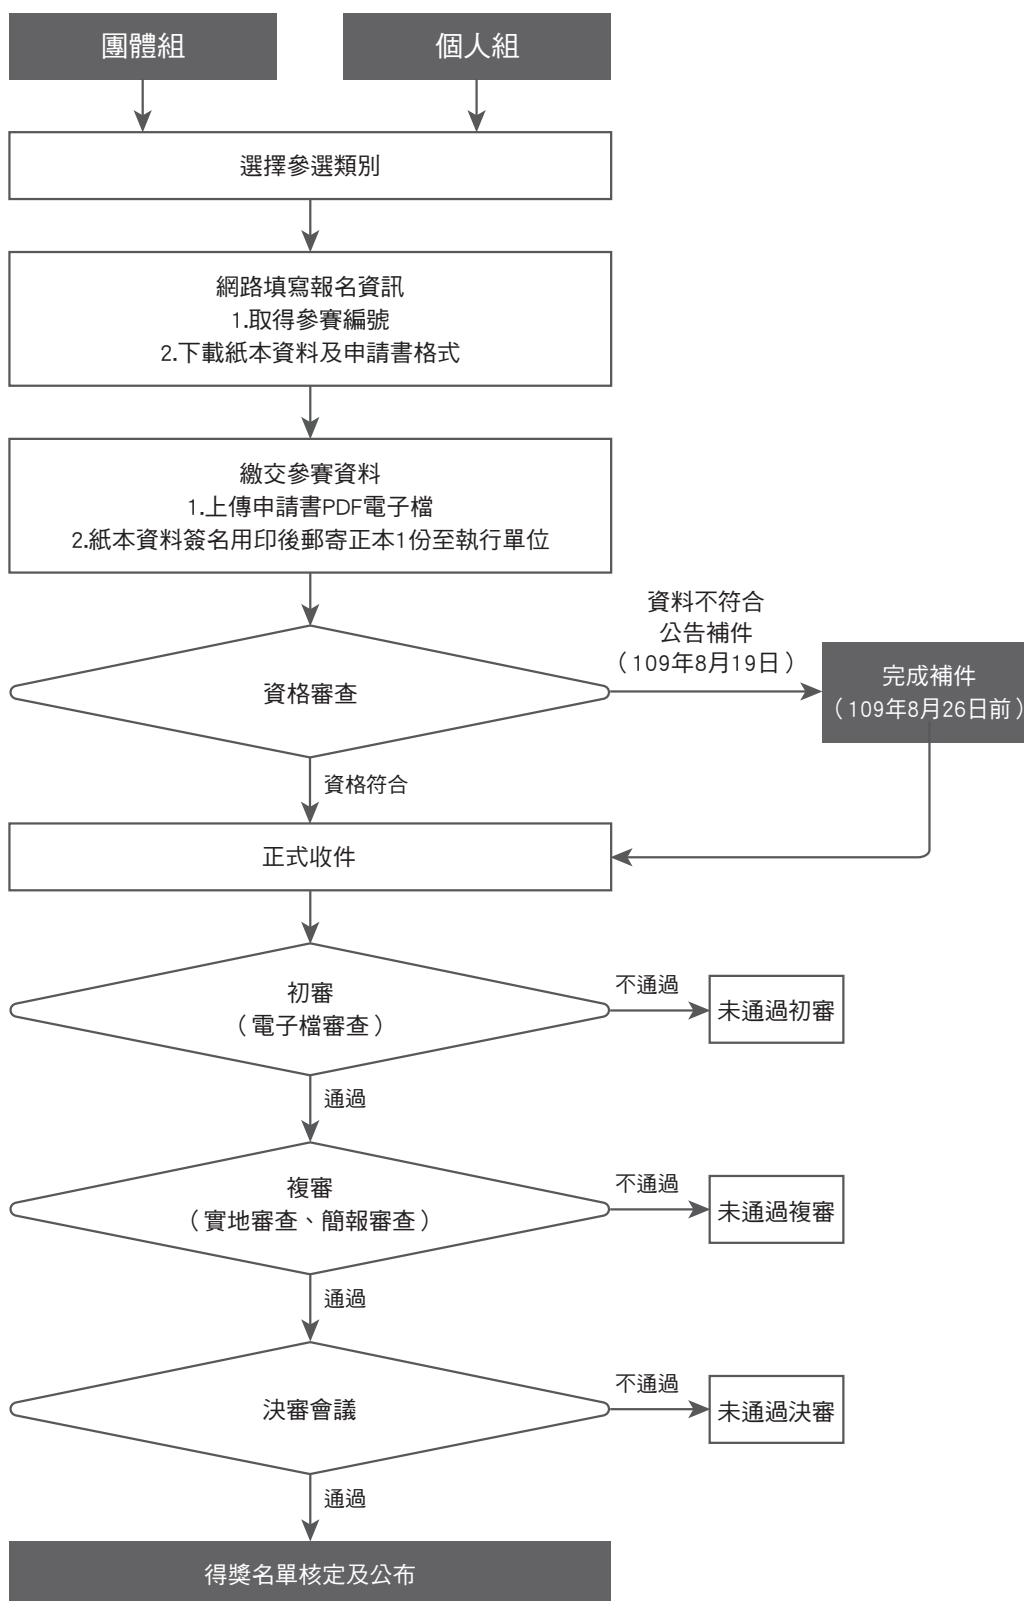 團體組
個人組
選擇參選類別
網路填寫報名資訊
1.取得參賽編號
2.下載紙本資料及申請書格式
繳交參賽資料
1.上傳申請書PDF電子檔
2.紙本資料簽名用印後郵寄正本1份至執行單位
資格審查
資料不符合
公告補件
（109年8月19日）
完成補件
（109年8月26日前）
資格符合
正式收件
初審
（電子檔審查）
不通過
未通過初審
通過
複審
（實地審查、簡報審查）
不通過
未通過複審
通過
決審會議
不通過
未通過決審
通過
得獎名單核定及公布